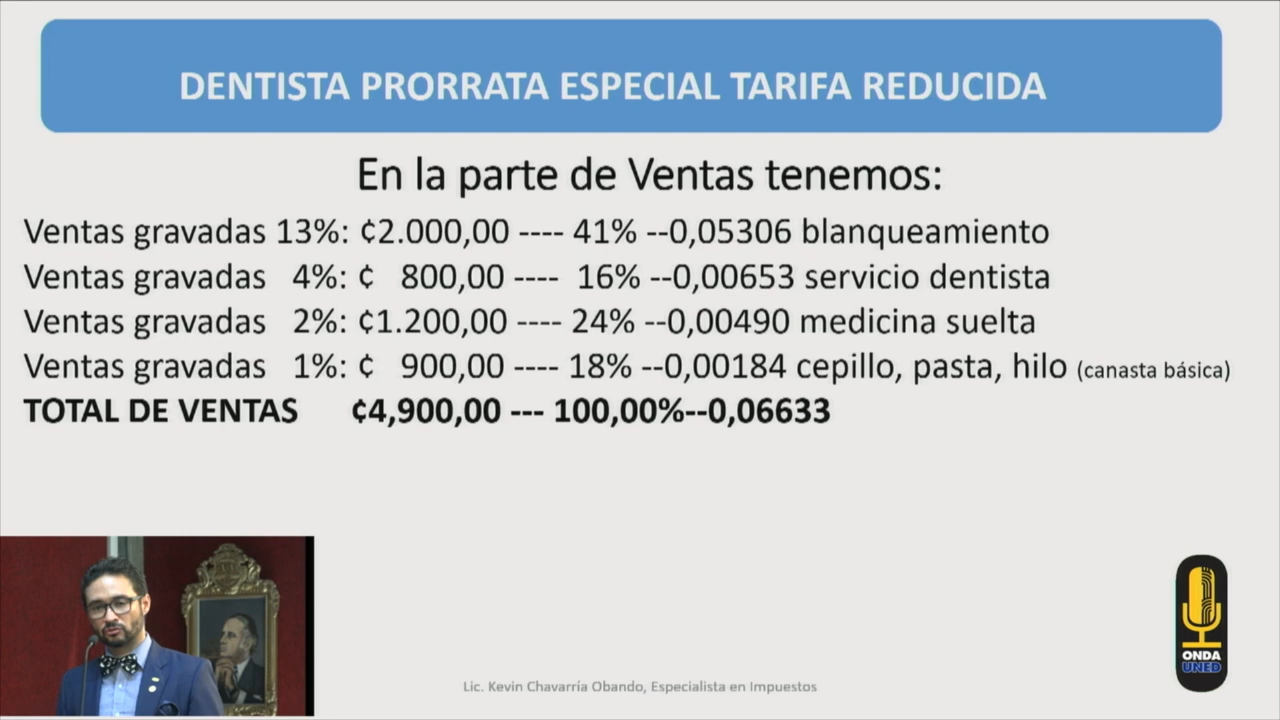 DENTISTA PRORRATA ESPECIAL TARIFA REDUCIDA
En la parte de Ventas tenemos:
Ventas gravadas 13%: ¢2.000,00 ---- 41% --0,05306 blanqueamiento
Ventas gravadas 4%: ¢ 800,00 ---- 16% --0,00653 servicio dentista
Ventas gravadas 2%: ¢1.200,00 ---- 24% --0,00490 medicina suelta
Ventas gravadas 1%: ¢ 900,00 ---- 18% --0,00184 cepillo, pasta, hilo (canasta básica)
TOTAL DE VENTAS ¢4,900,00 --- 100,00%--0,06633
ONDA
UNED
Lic. Kevin Chavarría Obando, Especialista en Impuestos